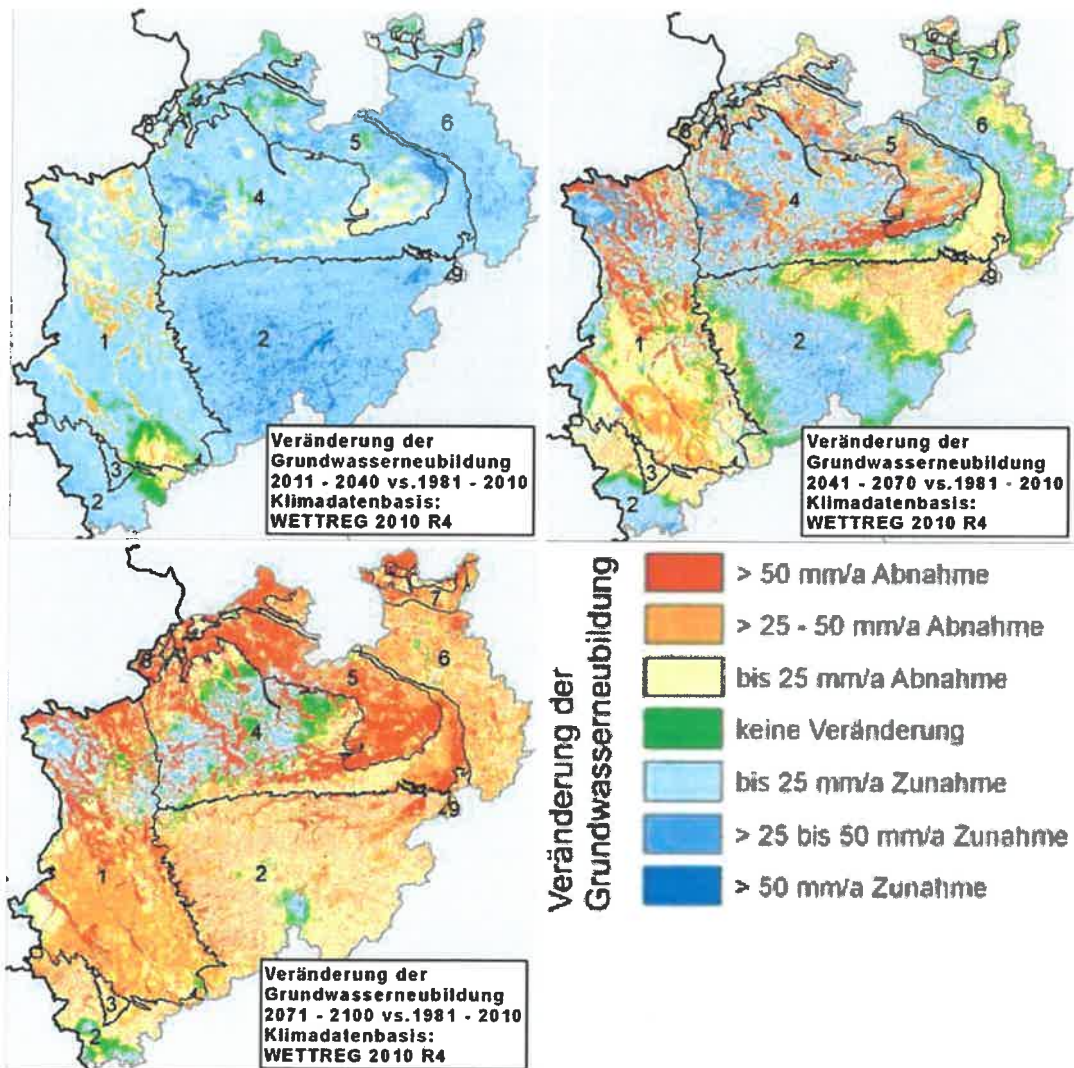 7
6
8
5
4
9
1
2
3
2
Veränderung der
Grundwasserneubildung
2011 - 2040 vs.1981 - 2010
Klimadatenbasis:
WETTREG 2010 R4
7
6
8
5
4
9
1
2
3
2
Veränderung der
Grundwasserneubildung
2041 - 2070 vs.1981 - 2010
Klimadatenbasis:
WETTREG 2010 R4
7
6
8
5
4
9
1
2
3
2
Veränderung der
Grundwasserneubildung
2071 - 2100 vs.1981 - 2010
Klimadatenbasis:
WETTREG 2010 R4
Veränderung der
Grundwasserneubildung
> 50 mm/a Abnahme
> 25 - 50 mm/a Abnahme
bis 25 mm/a Abnahme
keine Veränderung
bis 25 mm/a Zunahme
> 25 bis 50 mm/a Zunahme
> 50 mm/a Zunahme